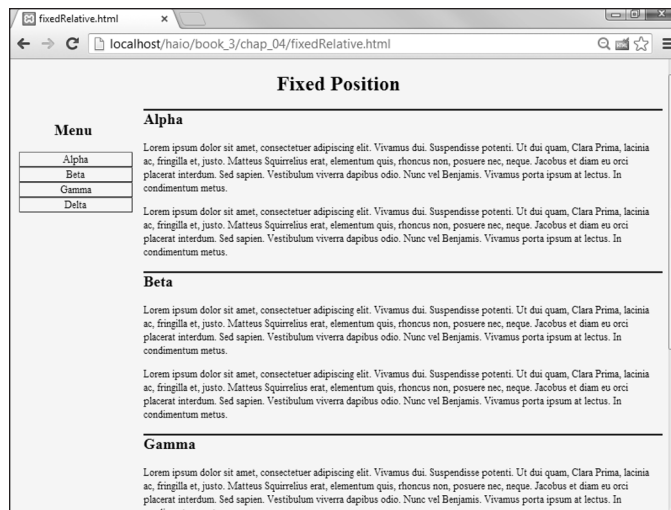 fixedRelative.html
localhost/haio/book_3/chap_04/fixedRelative.html
Fixed Position
Menu
Alpha
Beta
Gamma
Delta
Alpha
Lorem ipsum dolor sit amet, consectetuer adipiscing elit. Vivamus dui. Suspendisse potenti. Ut dui quam, Clara Prima, lacinia
ac, fringilla et, justo. Matteus Squirrelius erat, elementum quis, rhoncus non, posuere nec, neque. Jacobus et diam eu orci
placerat interdum. Sed sapien. Vestibulum viverra dapibus odio. Nunc vel Benjamis. Vivamus porta ipsum at lectus. In
condimentum metus.
Lorem ipsum dolor sit amet, consectetuer adipiscing elit. Vivamus dui. Suspendisse potenti. Ut dui quam, Clara Prima, lacinia
ac, fringilla et, justo. Matteus Squirrelius erat, elementum quis, rhoncus non, posuere nec, neque. Jacobus et diam eu orci
placerat interdum. Sed sapien. Vestibulum viverra dapibus odio. Nunc vel Benjamis. Vivamus porta ipsum at lectus. In
condimentum metus.
Beta
Lorem ipsum dolor sit amet, consectetuer adipiscing elit. Vivamus dui. Suspendisse potenti. Ut dui quam, Clara Prima, lacinia
ac, fringilla et, justo. Matteus Squirrelius erat, elementum quis, rhoncus non, posuere nec, neque. Jacobus et diam eu orci
placerat interdum. Sed sapien. Vestibulum viverra dapibus odio. Nunc vel Benjamis. Vivamus porta ipsum at lectus. In
condimentum metus.
Lorem ipsum dolor sit amet, consectetuer adipiscing elit. Vivamus dui. Suspendisse potenti. Ut dui quam, Clara Prima, lacinia
ac, fringilla et, justo. Matteus Squirrelius erat, elementum quis, rhoncus non, posuere nec, neque. Jacobus et diam eu orci
placerat interdum. Sed sapien. Vestibulum viverra dapibus odio. Nunc vel Benjamis. Vivamus porta ipsum at lectus. In
condimentum metus.
Gamma
Lorem ipsum dolor sit amet, consectetuer adipiscing elit. Vivamus dui. Suspendisse potenti. Ut dui quam, Clara Prima, lacinia
ac, fringilla et, justo. Matteus Squirrelius erat, elementum quis, rhoncus non, posuere nec, neque. Jacobus et diam eu orci
placerat interdum. Sed sapien. Vestibulum viverra dapibus odio. Nunc vel Benjamis. Vivamus porta ipsum at lectus. In